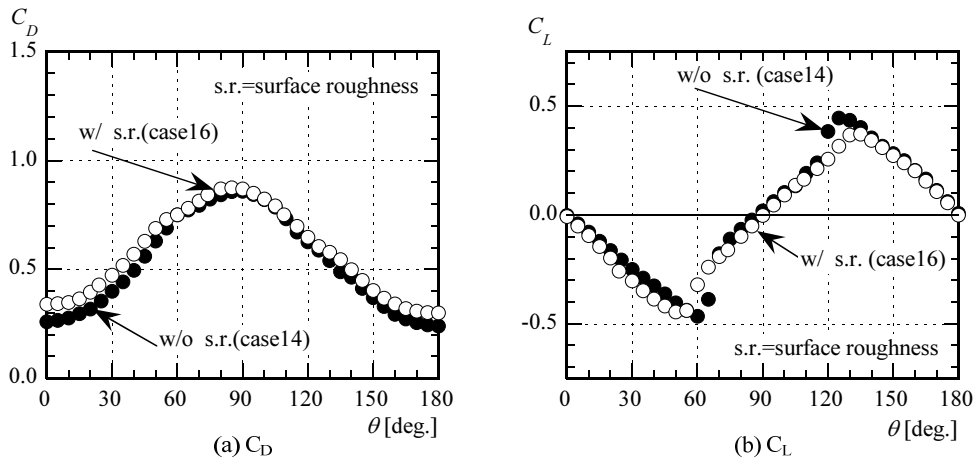 C_D
1.5
1.0
0.5
0.0
s.r.=surface roughness
w/ s.r.(case16)
w/o s.r.(case14)
0 30 60 90 120 150 180
θ [deg.]
(a) C_D
C_L
0.5
0.0
-0.5
w/o s.r. (case14)
w/ s.r. (case16)
s.r.=surface roughness
0 30 60 90 120 150 180
θ [deg.]
(b) C_L